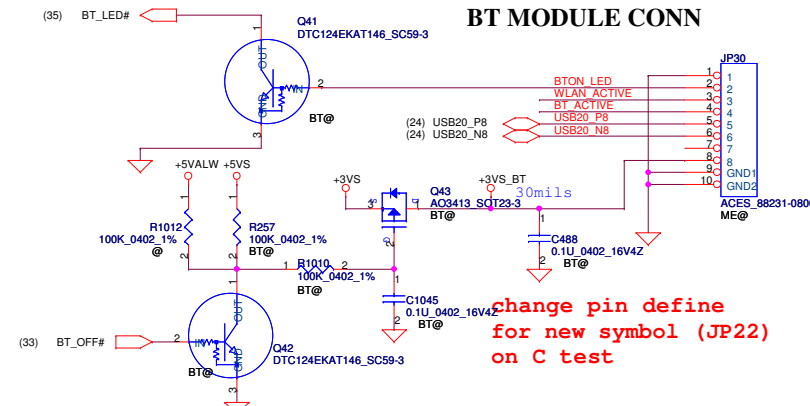 BT MODULE CONN
(35) BT_LED#
Q41
DTC124EKAT146_SC59-3
1
OUT
IN
2
GND
3
BT@
JP30
BTON_LED
WLAN_ACTIVE
BT_ACTIVE
(24) USB20_P8
USB20_P8
(24) USB20_N8
USB20_N8
1 1
2 2
3 3
4 4
5 5
6 6
7 7
8 8
9 GND1
10 GND2
ACES_88231-0800
ME@
+5VALW +5VS
+3VS
+3VS_BT
30mils
Q43
AO3413_SOT23-3
BT@
3 S
D 1
G
2
R1012
100K_0402_1%
@
1
2
R257
100K_0402_1%
BT@
1
2
R1010
1 2
100K_0402_1%
BT@
C488
0.1U_0402_16V4Z
BT@
1
2
C1045
0.1U_0402_16V4Z
BT@
1
2
change pin define
for new symbol (JP22)
on C test
(33) BT_OFF#
2
IN
1
OUT
GND
3
BT@
Q42
DTC124EKAT146_SC59-3